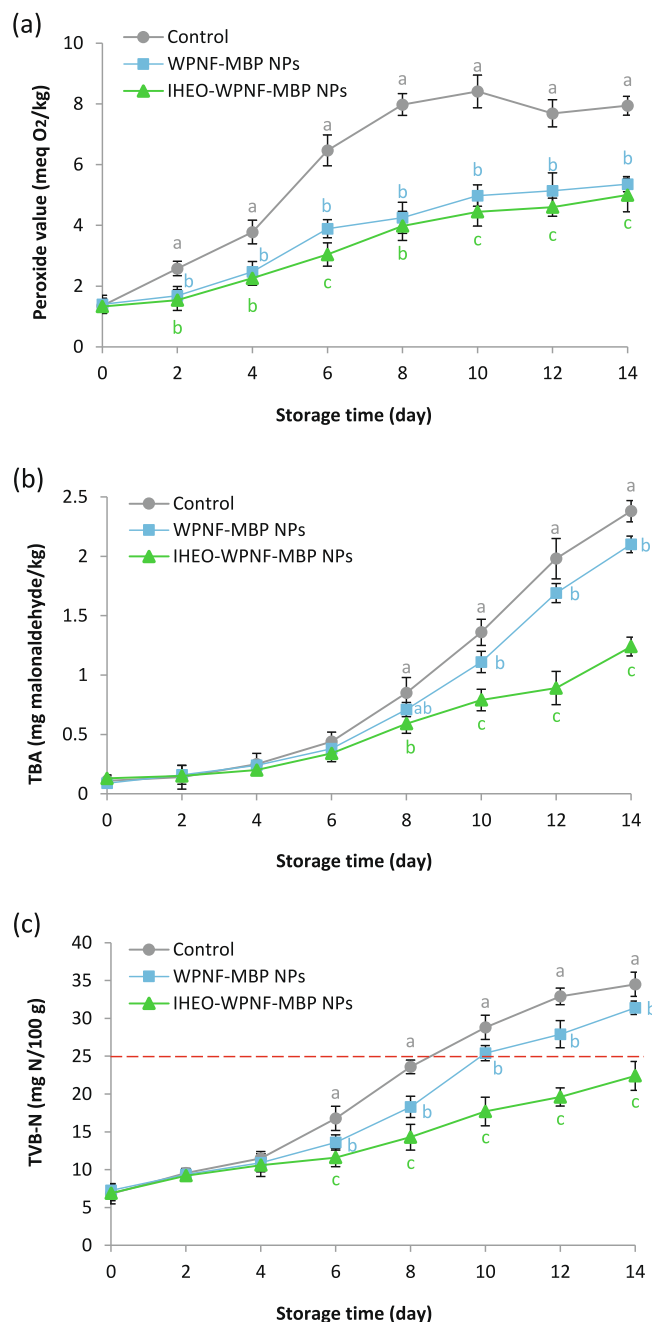 (a)
Control
WPNF-MBP NPs
IHEO-WPNF-MBP NPs
Peroxide value (meq O2/kg)
10
8
6
4
2
0
a a a a a a a
b b b b b b b
b b c b c c c
0 2 4 6 8 10 12 14
Storage time (day)
(b)
Control
WPNF-MBP NPs
IHEO-WPNF-MBP NPs
TBA (mg malonaldehyde/kg)
2.5
2
1.5
1
0.5
0
a a a a
ab b b b
b c c c
0 2 4 6 8 10 12 14
Storage time (day)
(c)
Control
WPNF-MBP NPs
IHEO-WPNF-MBP NPs
TVB-N (mg N/100 g)
40
35
30
25
20
15
10
5
0
a a a a a
b b b b b
c c c c c
0 2 4 6 8 10 12 14
Storage time (day)